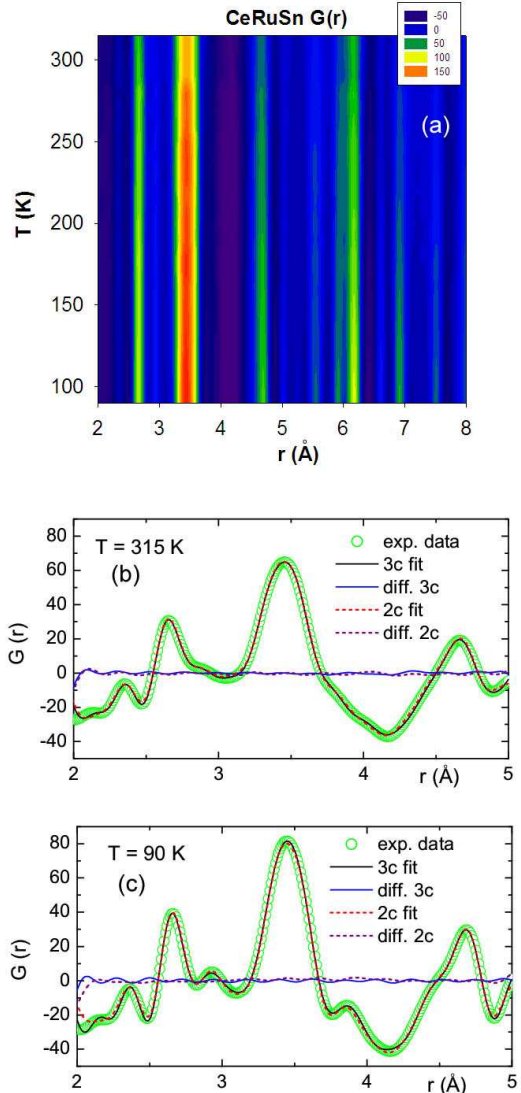 CeRuSn G(r)
-50
0
50
100
150
(a)
300
250
200
150
100
T (K)
2 3 4 5 6 7 8
r (Å)
T = 315 K
(b)
exp. data
3c fit
diff. 3c
2c fit
diff. 2c
80
60
40
20
0
-20
-40
G (r)
2 3 4 5
r (Å)
T = 90 K
(c)
exp. data
3c fit
diff. 3c
2c fit
diff. 2c
80
60
40
20
0
-20
-40
G (r)
2 3 4 5
r (Å)